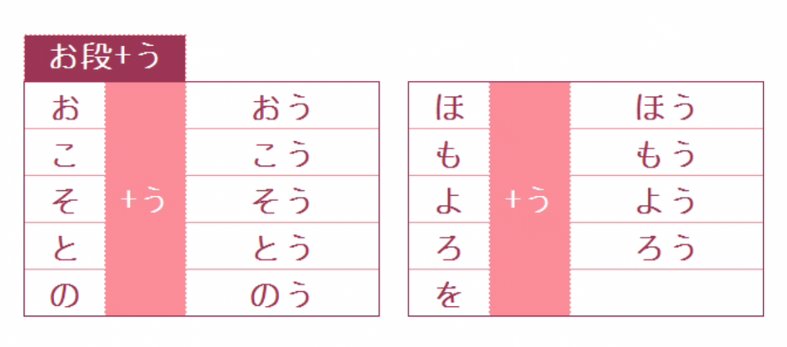 お段+う
お おう
こ こう
そ +う そう
と とう
の のう
ほ ほう
も もう
よ +う よう
ろ ろう
を